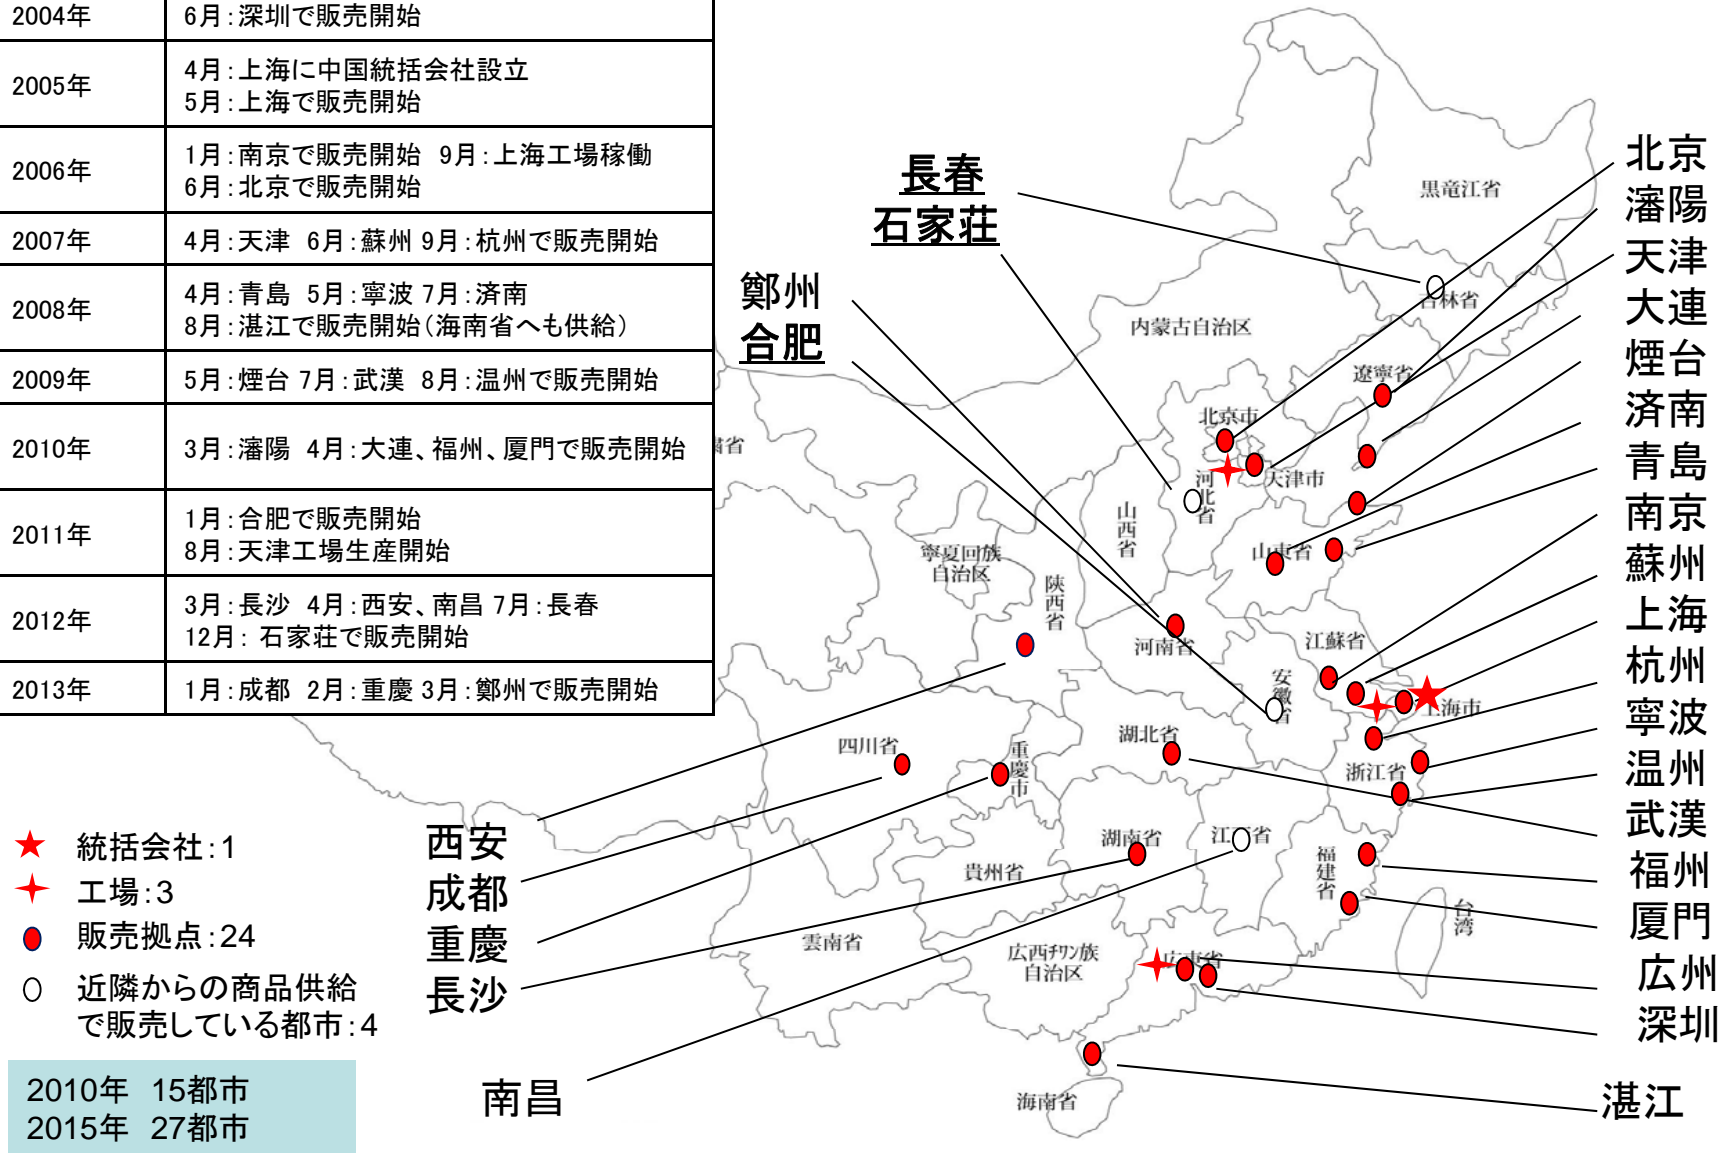 2004年 6月：深圳で販売開始
2005年 4月：上海に中国統括会社設立
5月：上海で販売開始
2006年 1月：南京で販売開始 9月：上海工場稼働
6月：北京で販売開始
2007年 4月：天津 6月：蘇州 9月：杭州で販売開始
2008年 4月：青島 5月：寧波 7月：済南
8月：湛江で販売開始（海南省へも供給）
2009年 5月：煙台 7月：武漢 8月：温州で販売開始
2010年 3月：瀋陽 4月：大連、福州、厦門で販売開始
2011年 1月：合肥で販売開始
8月：天津工場生産開始
2012年 3月：長沙 4月：西安、南昌 7月：長春
12月： 石家荘で販売開始
2013年 1月：成都 2月：重慶 3月：鄭州で販売開始
長春
石家荘
鄭州
合肥
北京
瀋陽
天津
大連
煙台
済南
青島
南京
蘇州
上海
杭州
寧波
温州
武漢
福州
厦門
広州
深圳
湛江
西安
成都
重慶
長沙
南昌
黒竜江省
吉林省
内蒙古自治区
遼寧省
北京市
天津市
河北省
山西省
山東省
粛省
寧夏回族
自治区
陝西省
河南省
江蘇省
安徽省
上海市
四川省
重慶市
湖北省
浙江省
湖南省
江西省
貴州省
福建省
雲南省
広西チワン族
自治区
広東省
台湾
海南省
統括会社：1
工場：3
販売拠点：24
近隣からの商品供給
で販売している都市：4
2010年 15都市
2015年 27都市